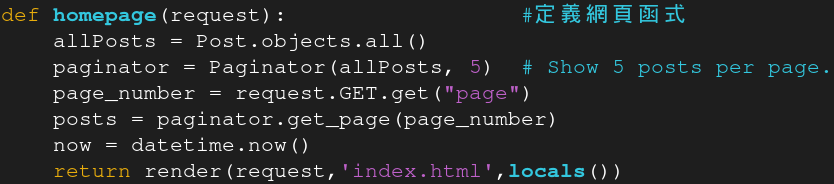 def homepage(request): #定義網頁函式
allPosts = Post.objects.all()
paginator = Paginator(allPosts, 5) # Show 5 posts per page.
page_number = request.GET.get("page")
posts = paginator.get_page(page_number)
now = datetime.now()
return render(request,'index.html',locals())